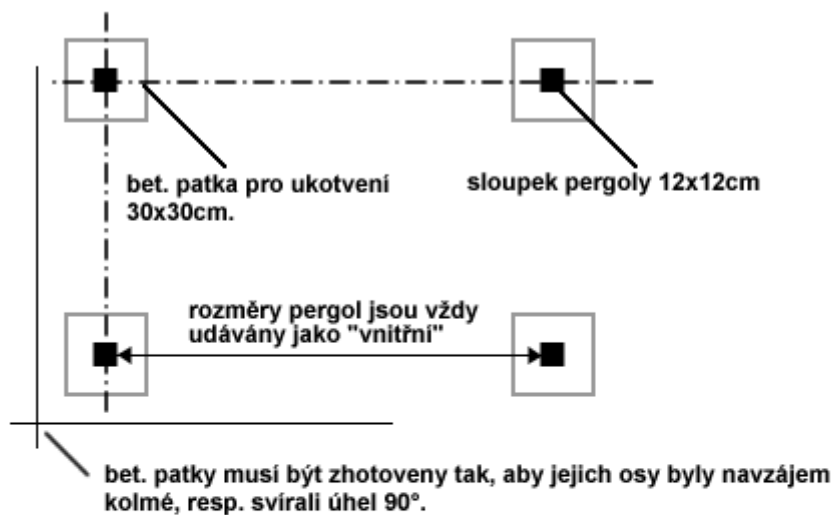 bet. patka pro ukotvení
30x30cm.
sloupek pergoly 12x12cm
rozměry pergol jsou vždy
udávány jako "vnitřní"
bet. patky musí být zhotoveny tak, aby jejich osy byly navzájem
kolmé, resp. svírali úhel 90°.